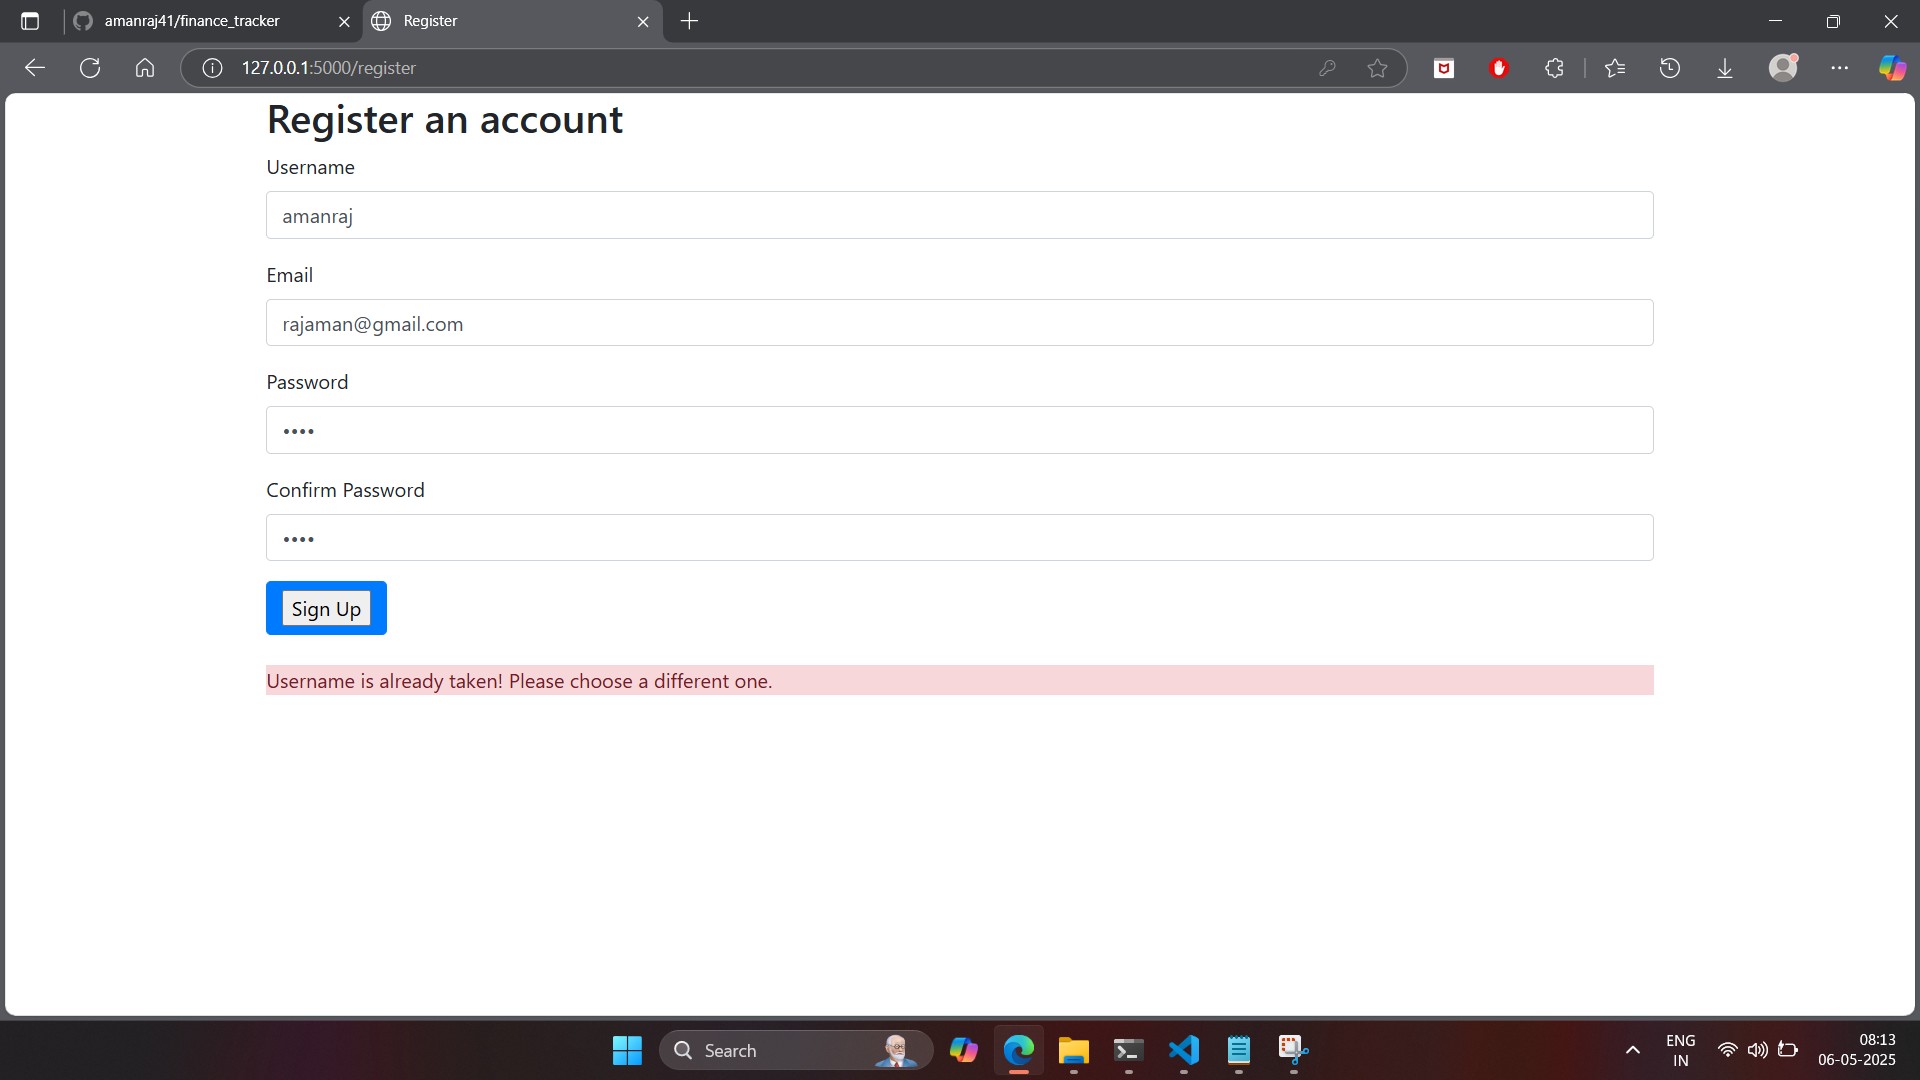 amanraj41/finance_tracker
Register
127.0.0.1:5000/register
Register an account
Username
amanraj
Email
rajaman@gmail.com
Password
••••
Confirm Password
••••
Sign Up
Username is already taken! Please choose a different one.
Search
ENG
IN
08:13
06-05-2025